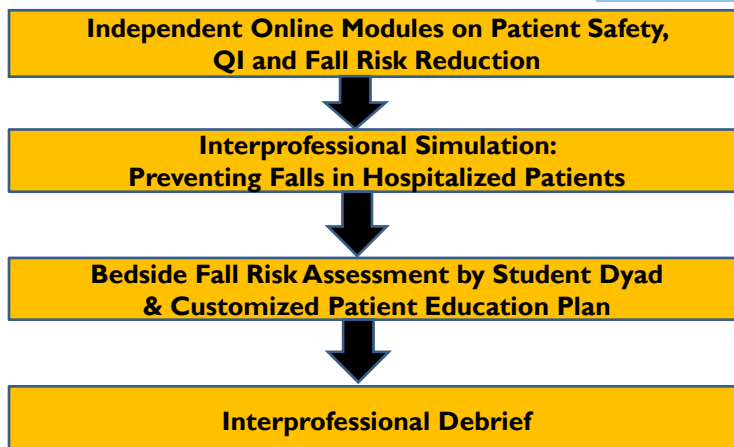 Independent Online Modules on Patient Safety,
QI and Fall Risk Reduction
Interprofessional Simulation:
Preventing Falls in Hospitalized Patients
Bedside Fall Risk Assessment by Student Dyad
& Customized Patient Education Plan
Interprofessional Debrief